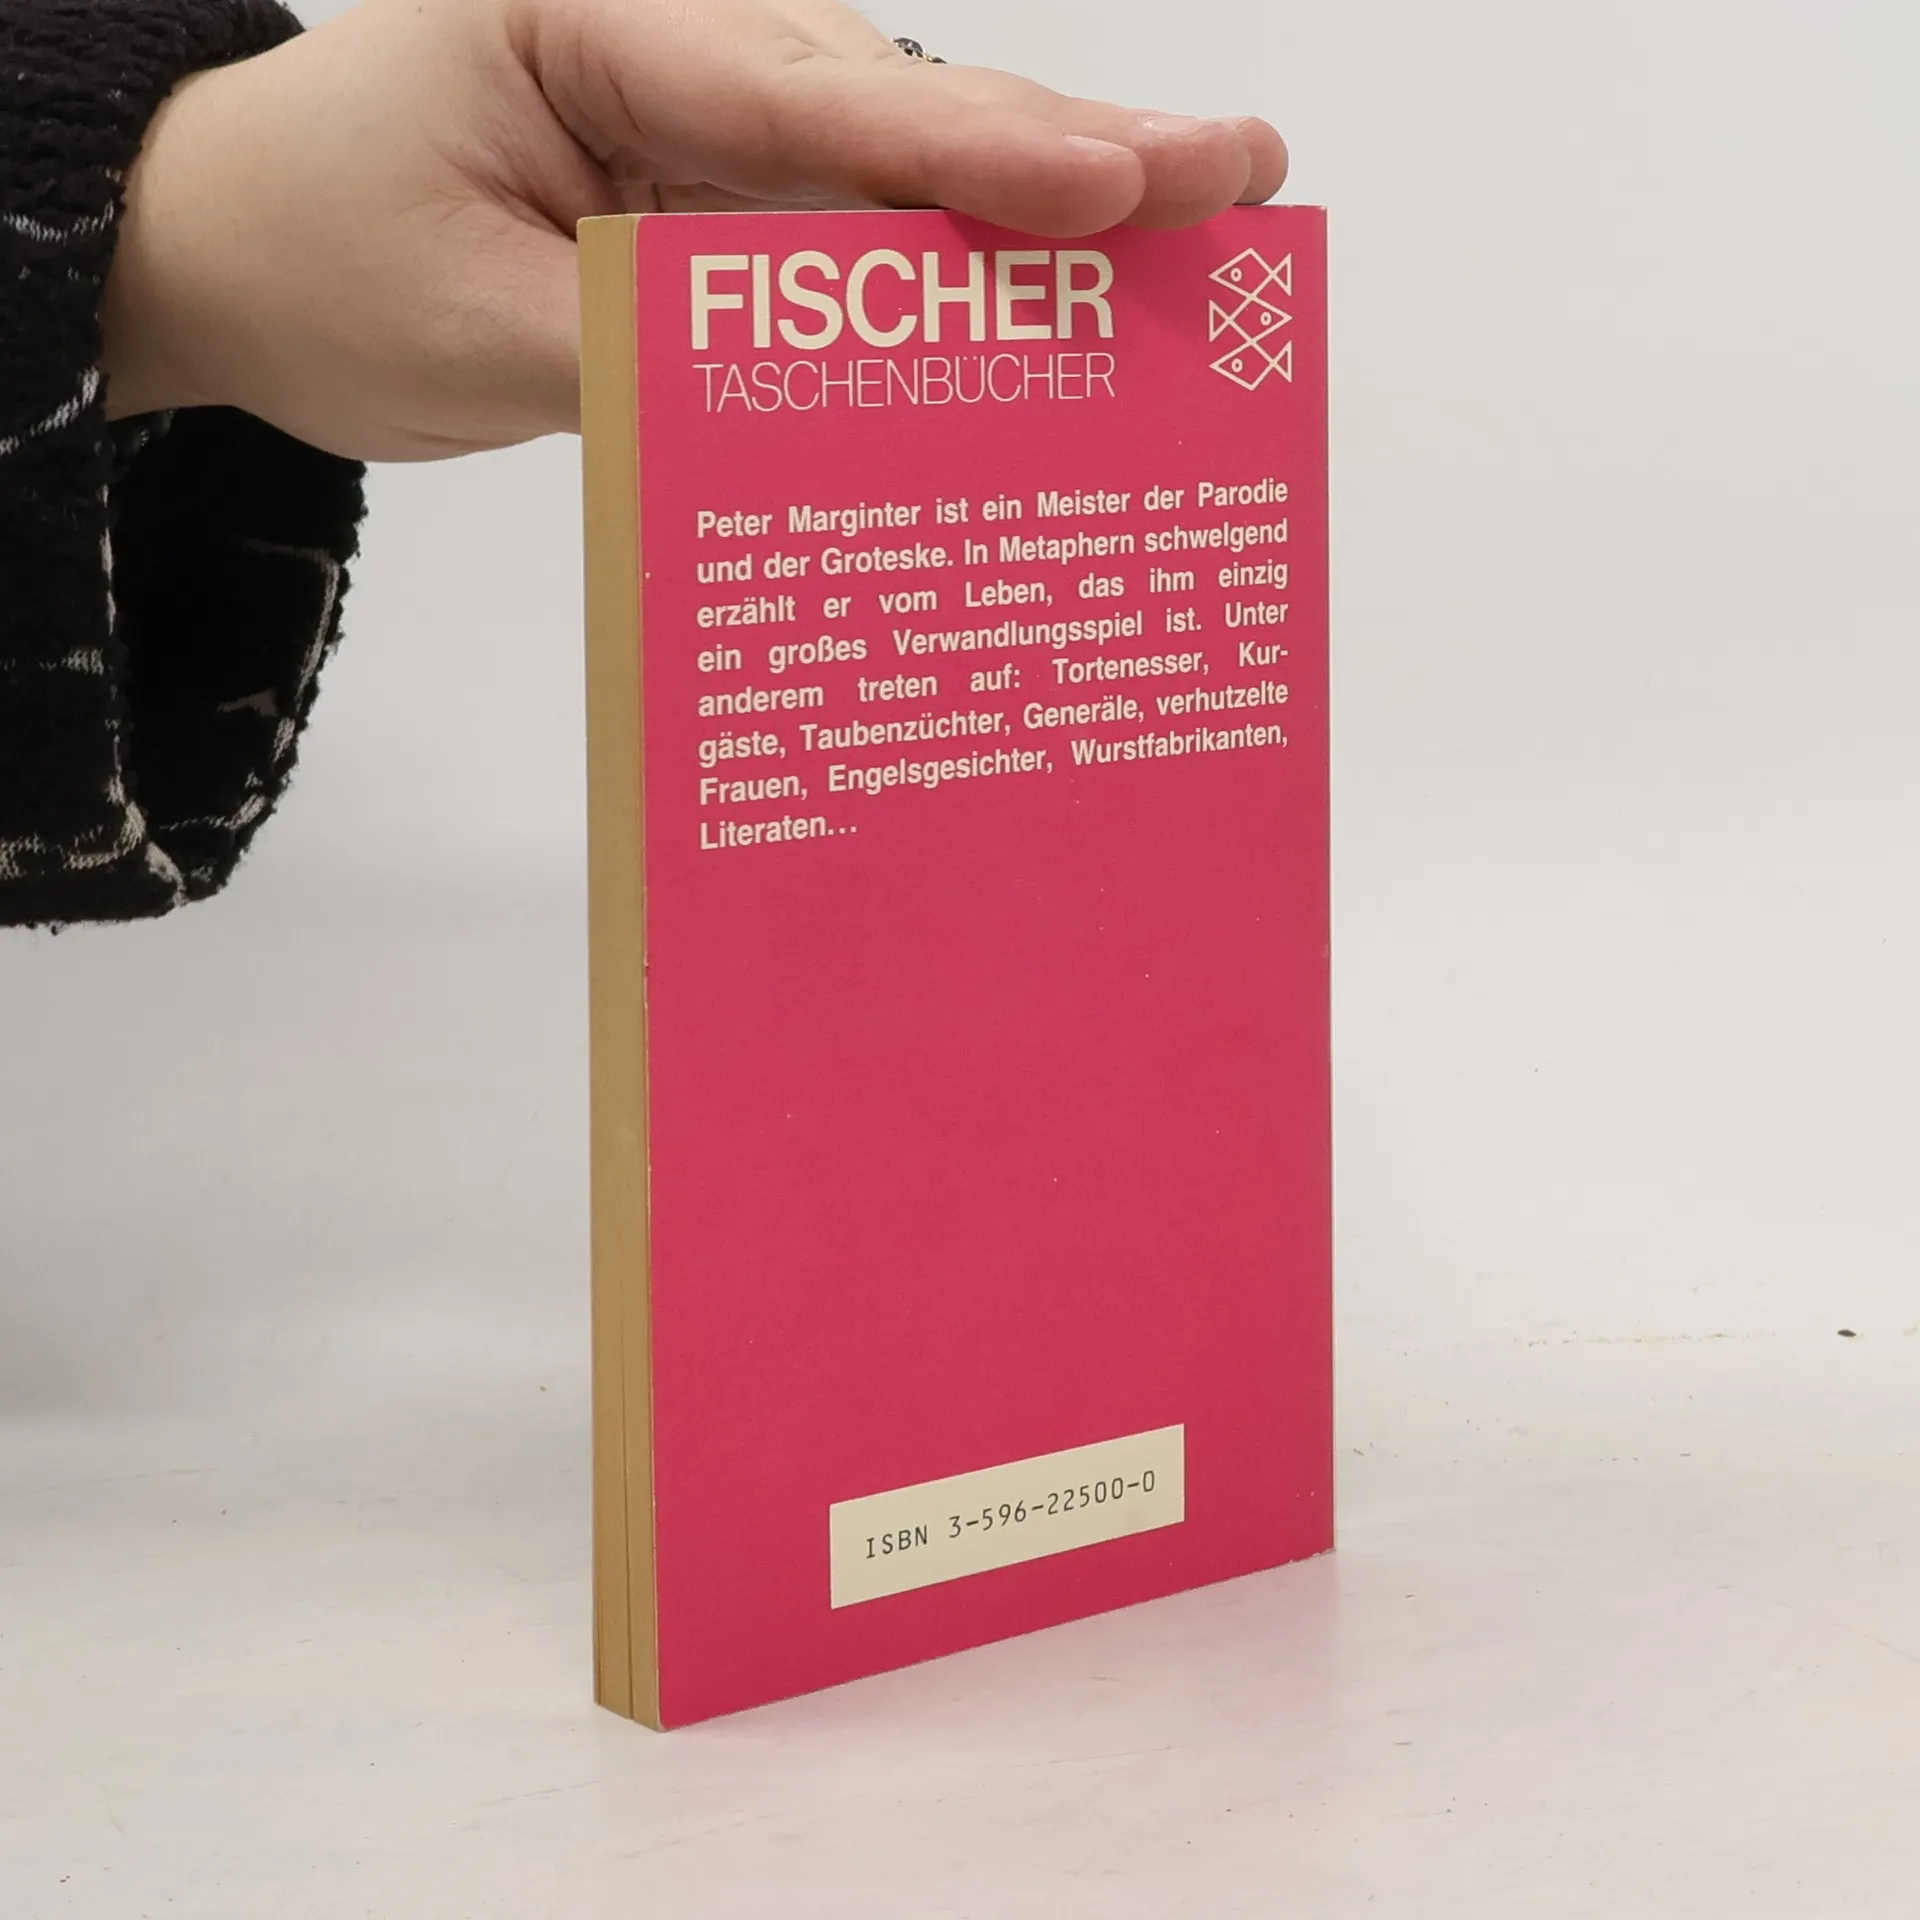 FISCHER
TASCHENBÜCHER
Peter Marginter ist ein Meister der Parodie
und der Groteske. In Metaphern schwelgend
erzählt er vom Leben, das ihm einzig
ein großes Verwandlungsspiel ist. Unter
anderem treten auf: Tortenesser, Kur-
gäste, Taubenzüchter, Generäle, verhutzelte
Frauen, Engelsgesichter, Wurstfabrikanten,
Literaten...
ISBN 3-596-22500-0